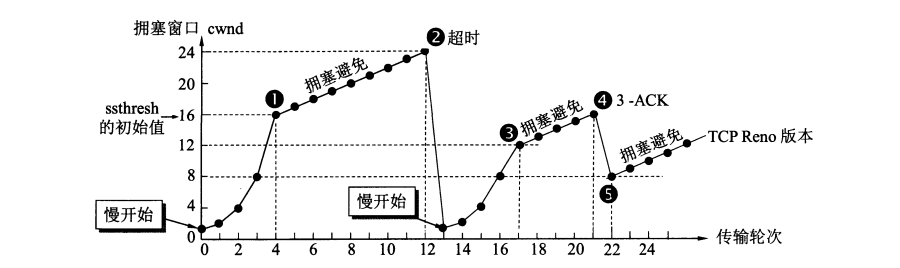 拥塞窗口 cwnd
❷超时
24
拥塞避免
20
❶
❹ 3-ACK
ssthresh
的初始值
16
❸
拥塞避免
拥塞避免
TCP Reno 版本
12
8
❺
慢开始
4
慢开始
0
0 2 4 6 8 10 12 13 14 16 17 18 20 21 22 24
传输轮次